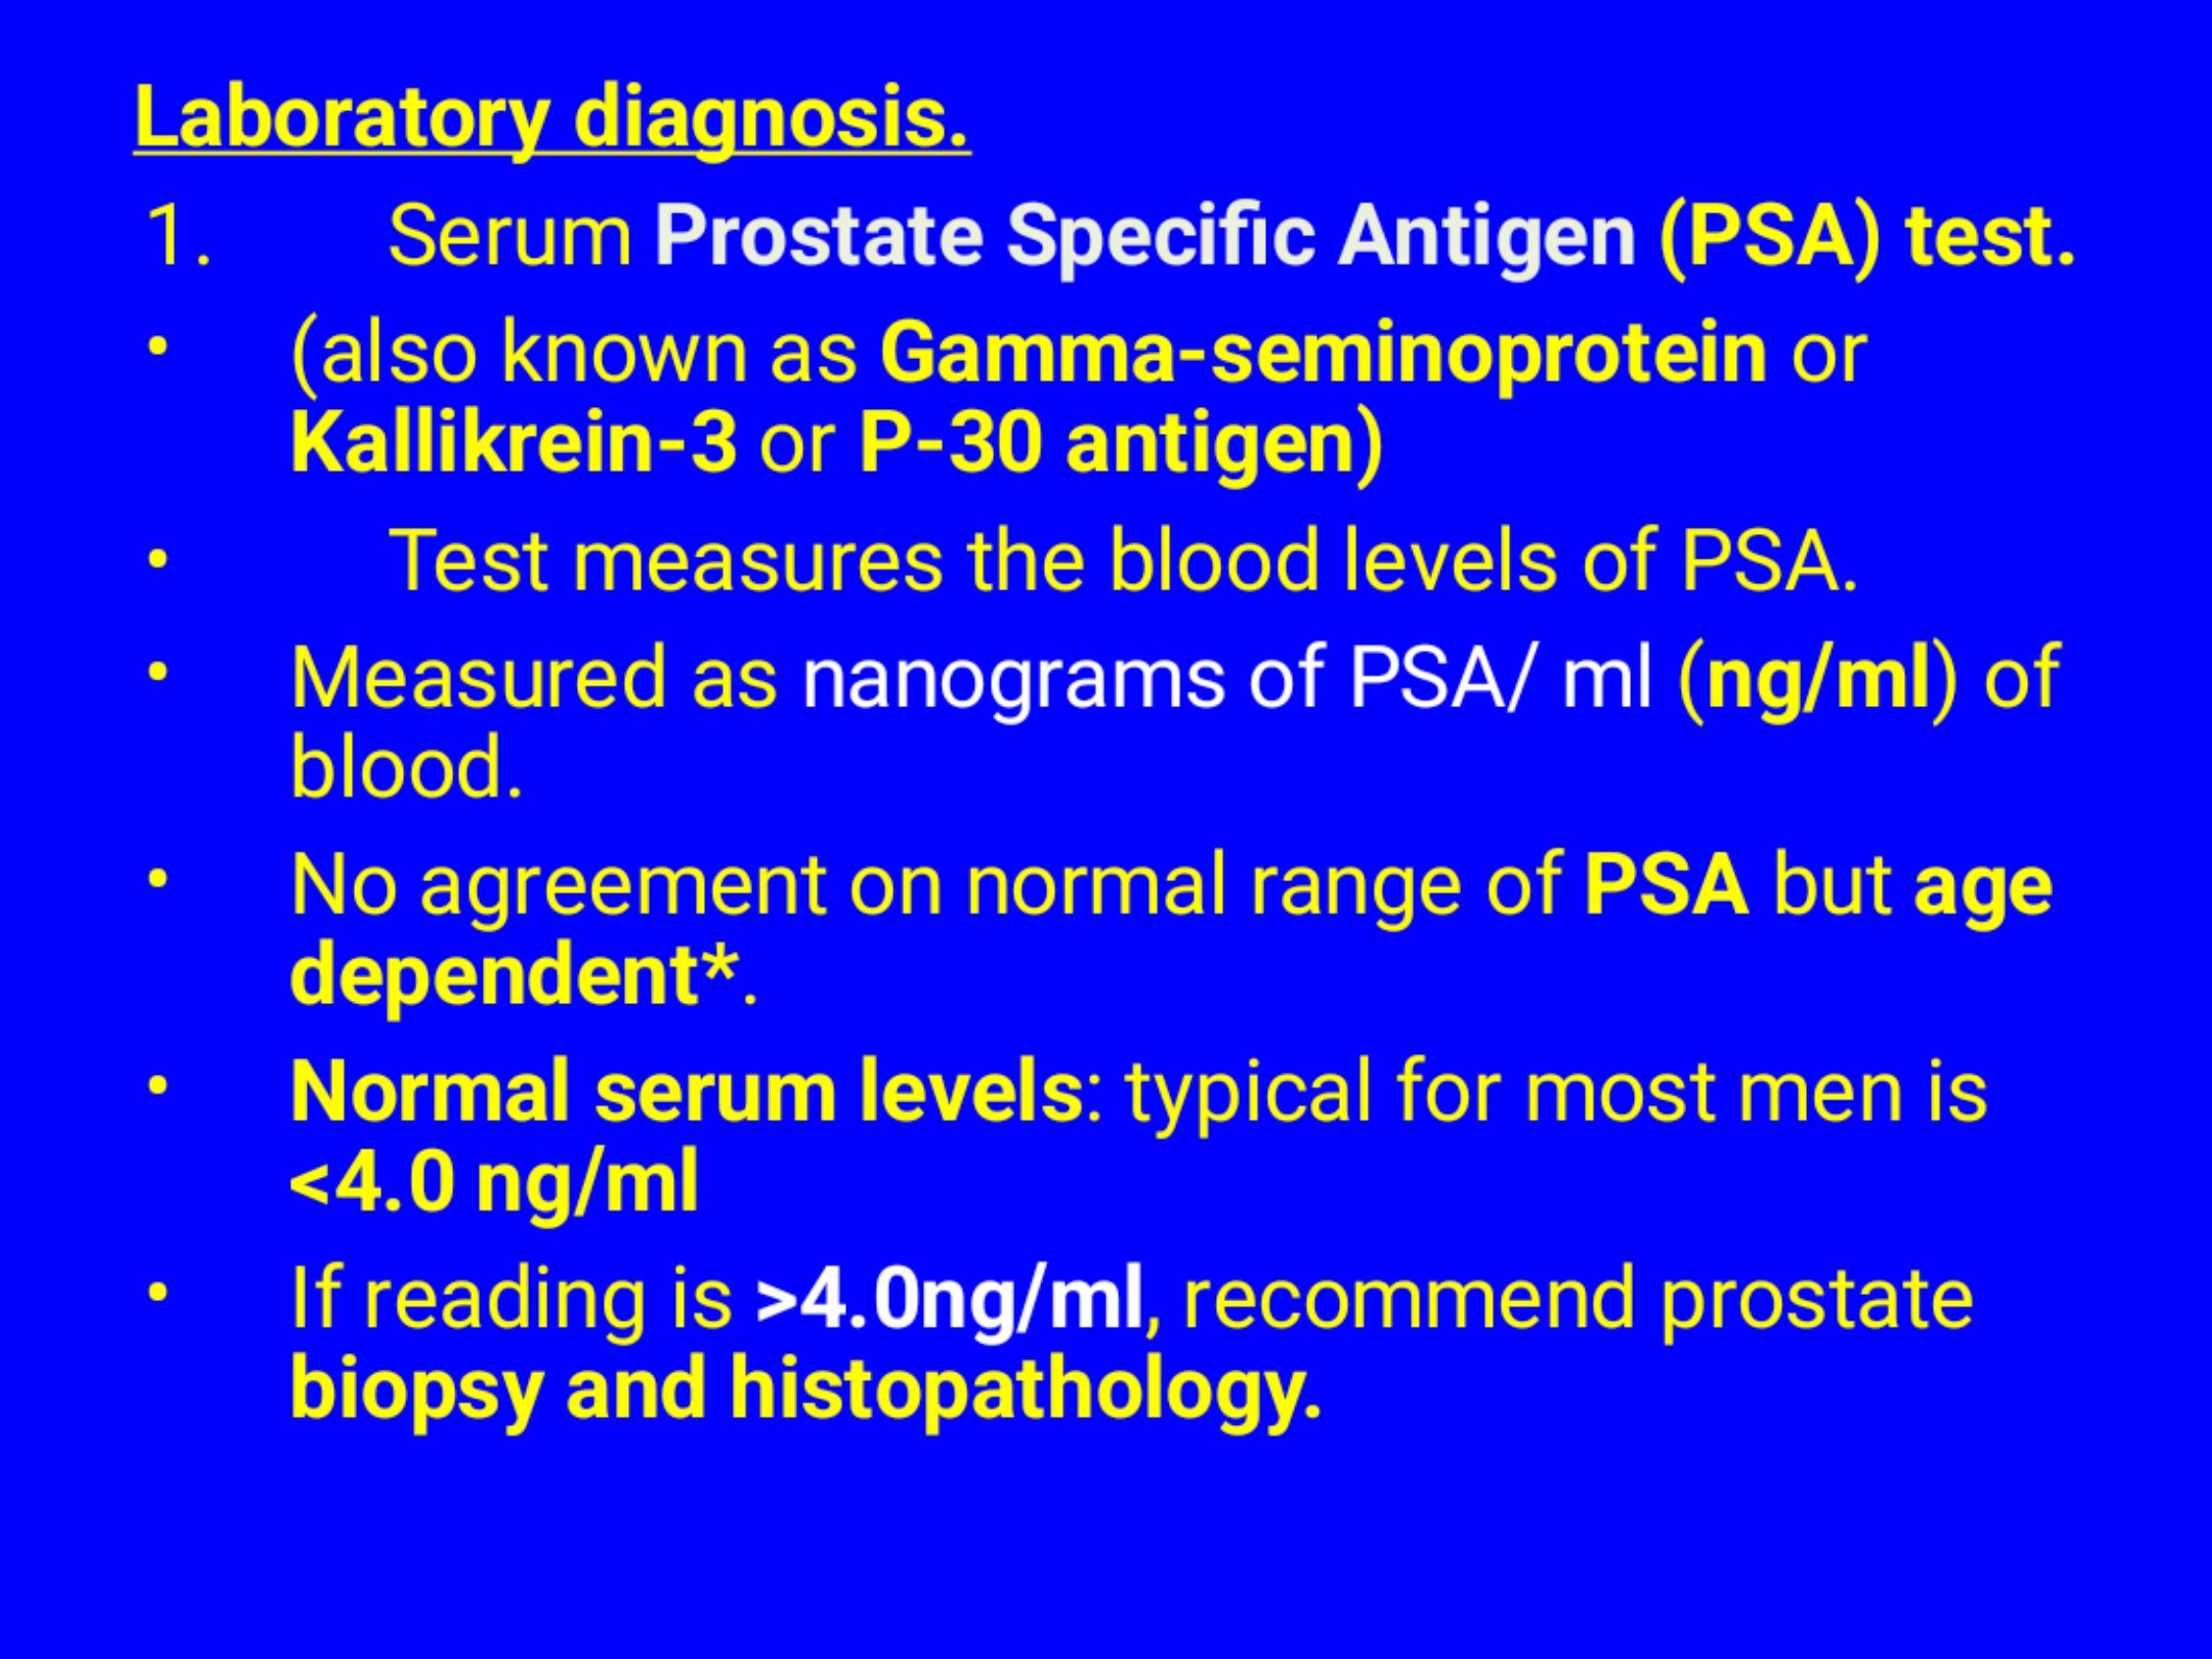 Laboratory diagnosis.
1. Serum Prostate Specific Antigen (PSA) test.
• (also known as Gamma-seminoprotein or
Kallikrein-3 or P-30 antigen)
• Test measures the blood levels of PSA.
• Measured as nanograms of PSA/ ml (ng/ml) of
blood.
• No agreement on normal range of PSA but age
dependent*.
• Normal serum levels: typical for most men is
<4.0 ng/ml
• If reading is >4.0ng/ml, recommend prostate
biopsy and histopathology.